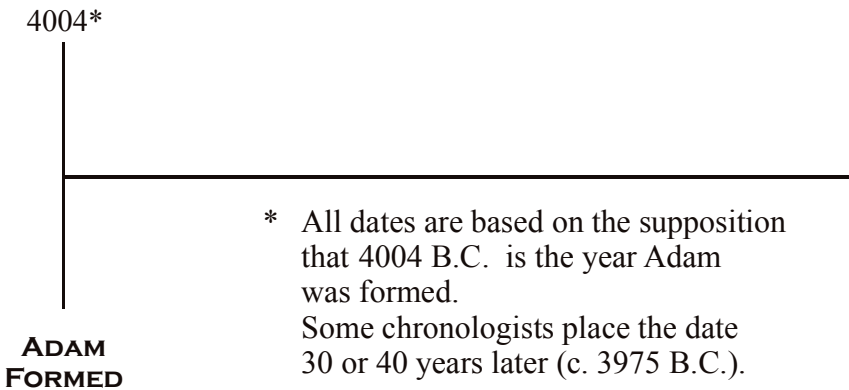 4004*
* All dates are based on the supposition
that 4004 B.C. is the year Adam
was formed.
Some chronologists place the date
30 or 40 years later (c. 3975 B.C.).
ADAM
FORMED